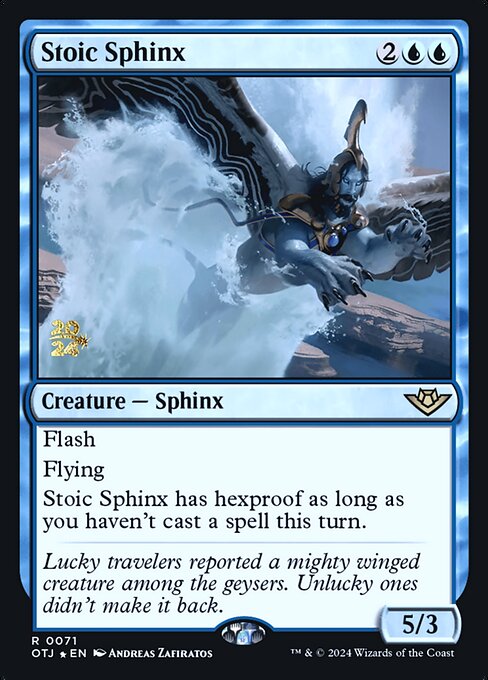 Stoic Sphinx 2
2023
Creature — Sphinx
Flash
Flying
Stoic Sphinx has hexproof as long as
you haven't cast a spell this turn.
Lucky travelers reported a mighty winged
creature among the geysers. Unlucky ones
didn't make it back.
5/3
R 0071
OTJ ★ EN Andreas Zafiratos
™ & © 2024 Wizards of the Coast